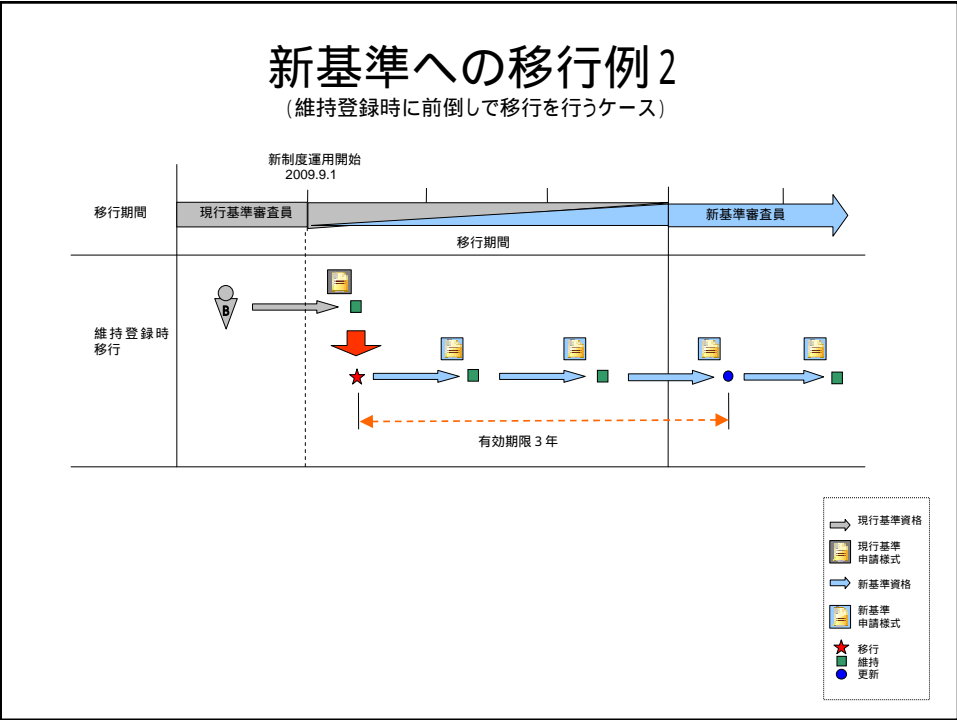 新基準への移行例2
(維持登録時に前倒しで移行を行うケース)
新制度運用開始
2009.9.1
移行期間
現行基準審査員
新基準審査員
移行期間
B
維持登録時
移行
有効期限3年
現行基準資格
現行基準
申請様式
新基準資格
新基準
申請様式
移行
維持
更新